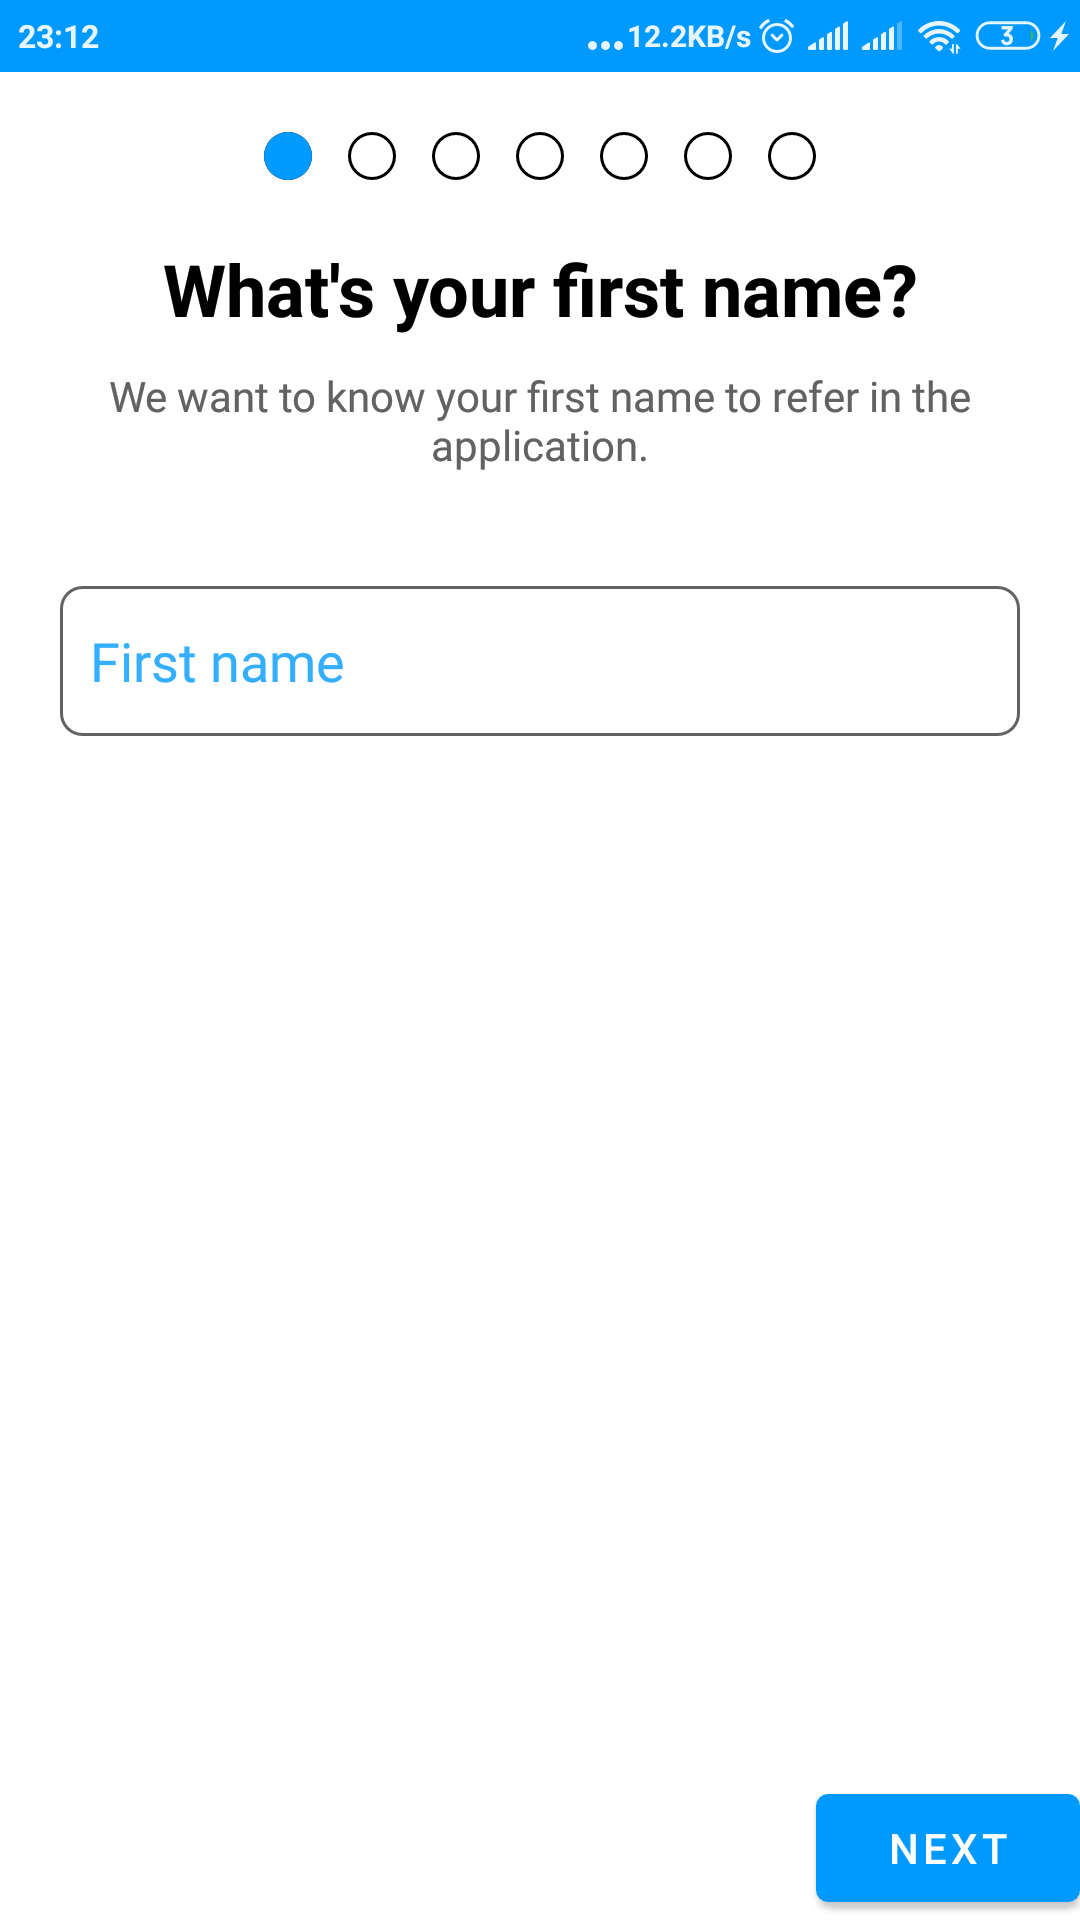 23:12 ...12.2KB/s 3
What's your first name?
We want to know your first name to refer in the
application.
First name
NEXT